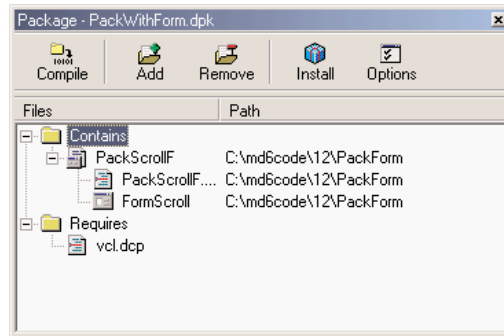 Package - PackWithForm.dpk
Compile Add Remove Install Options
Files Path
Contains
PackScrollF C:\md6code\12\PackForm
PackScrollF.... C:\md6code\12\PackForm
FormScroll C:\md6code\12\PackForm
Requires
vcl.dcp